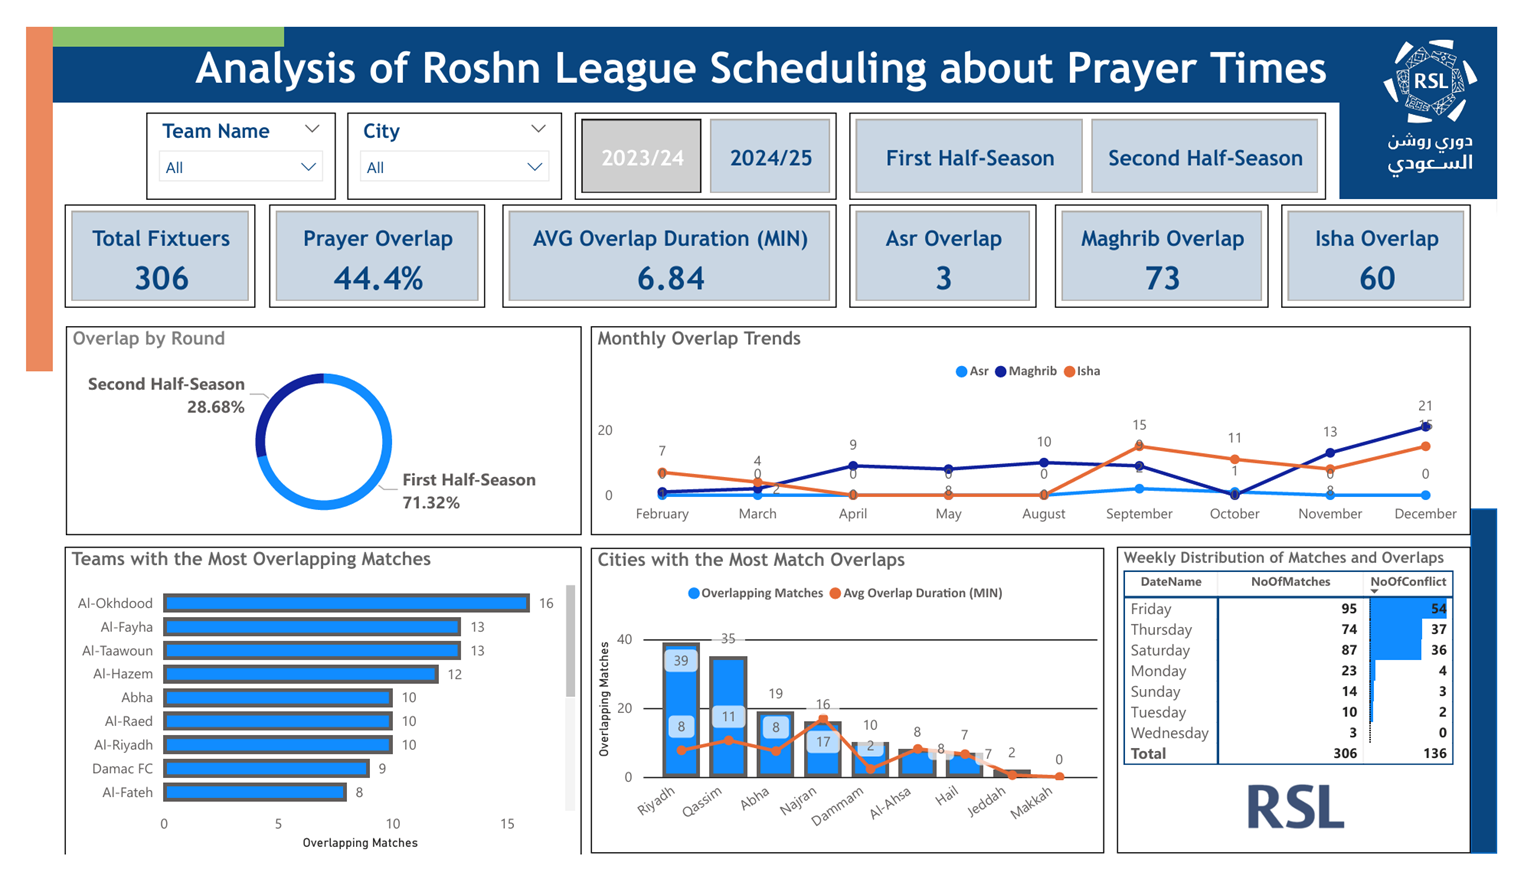 Analysis of Roshn League Scheduling about Prayer Times
RSL
دوري روشن
السعودي
Team Name
All
City
All
2023/24
2024/25
First Half-Season
Second Half-Season
Total Fixtuers
306
Prayer Overlap
44.4%
AVG Overlap Duration (MIN)
6.84
Asr Overlap
3
Maghrib Overlap
73
Isha Overlap
60
Overlap by Round
Second Half-Season
28.68%
First Half-Season
71.32%
Monthly Overlap Trends
Asr Maghrib Isha
21
15
15
13
11
10
9
9
7
4
20
0 0 0 0 0 0 0
2 2 1 8 8 0 0
0
February March April May August September October November December
Teams with the Most Overlapping Matches
Al-Okhdood 16
Al-Fayha 13
Al-Taawoun 13
Al-Hazem 12
Abha 10
Al-Raed 10
Al-Riyadh 10
Damac FC 9
Al-Fateh 8
0 5 10 15
Overlapping Matches
Cities with the Most Match Overlaps
Overlapping Matches Avg Overlap Duration (MIN)
Overlapping Matches
40
20
0
39 35 19 16 10 8 7 2 0
8 11 8 17 2 8 7
Riyadh Qassim Abha Najran Dammam Al-Ahsa Hail Jeddah Makkah
Weekly Distribution of Matches and Overlaps
DateName NoOfMatches NoOfConflict
Friday 95 54
Thursday 74 37
Saturday 87 36
Monday 23 4
Sunday 14 3
Tuesday 10 2
Wednesday 3 0
Total 306 136
RSL